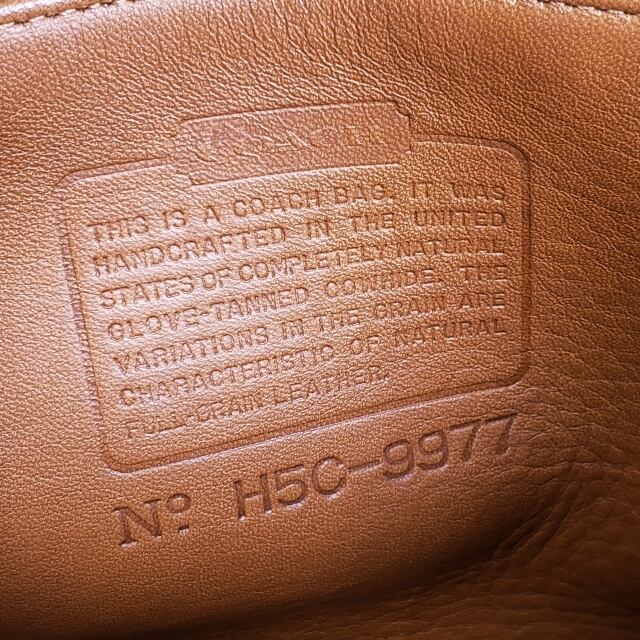 COACH
THIS IS A COACH BAG. IT WAS
HANDCRAFTED IN THE UNITED
STATES OF COMPLETELY NATURAL
GLOVE-TANNED COWHIDE. THE
VARIATIONS IN THE GRAIN ARE
CHARACTERISTIC OF NATURAL
FULL-GRAIN LEATHER.
No. H5C-9977